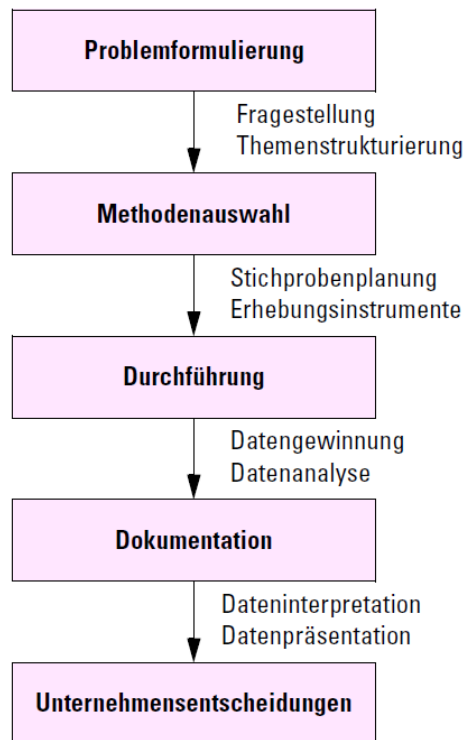 Problemformulierung
Fragestellung
Themenstrukturierung
Methodenauswahl
Stichprobenplanung
Erhebungsinstrumente
Durchführung
Datengewinnung
Datenanalyse
Dokumentation
Dateninterpretation
Datenpräsentation
Unternehmensentscheidungen